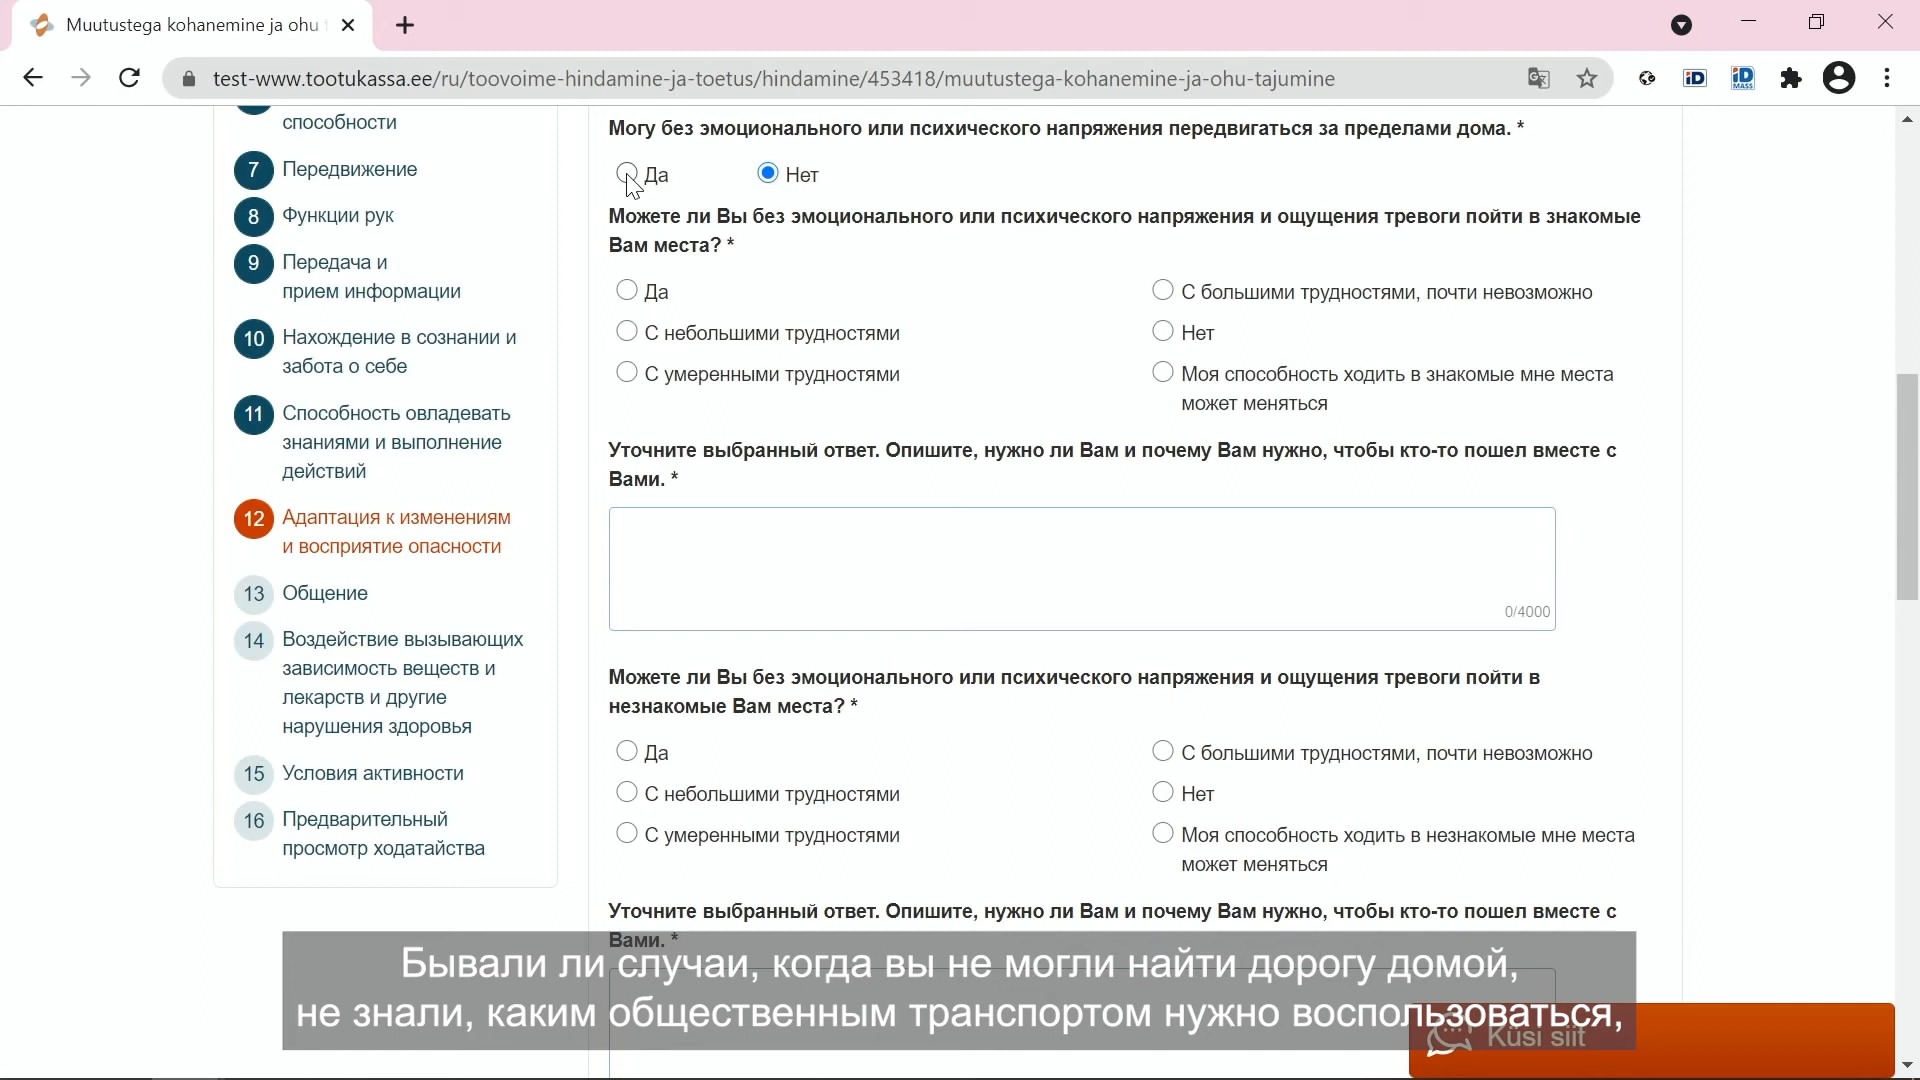 Muutustega kohanemine ja ohu
test-www.tootukassa.ee/ru/toovoime-hindamine-ja-toetus/hindamine/453418/muutustega-kohanemine-ja-ohu-tajumine
iD
iD
MASS
способности
7 Передвижение
8 Функции рук
9 Передача и
прием информации
10 Нахождение в сознании и
забота о себе
11 Способность овладевать
знаниями и выполнение
действий
12 Адаптация к изменениям
и восприятие опасности
13 Общение
14 Воздействие вызывающих
зависимость веществ и
лекарств и другие
нарушения здоровья
15 Условия активности
16 Предварительный
просмотр ходатайства
Могу без эмоционального или психического напряжения передвигаться за пределами дома. *
Да Нет
Можете ли Вы без эмоционального или психического напряжения и ощущения тревоги пойти в знакомые
Вам места? *
Да
С небольшими трудностями
С умеренными трудностями
С большими трудностями, почти невозможно
Нет
Моя способность ходить в знакомые мне места
может меняться
Уточните выбранный ответ. Опишите, нужно ли Вам и почему Вам нужно, чтобы кто-то пошел вместе с
Вами. *
0/4000
Можете ли Вы без эмоционального или психического напряжения и ощущения тревоги пойти в
незнакомые Вам места? *
Да
С небольшими трудностями
С умеренными трудностями
С большими трудностями, почти невозможно
Нет
Моя способность ходить в незнакомые мне места
может меняться
Уточните выбранный ответ. Опишите, нужно ли Вам и почему Вам нужно, чтобы кто-то пошел вместе с
Вами. *
Бывали ли случаи, когда вы не могли найти дорогу домой,
не знали, каким общественным транспортом нужно воспользоваться,
Küsi siit